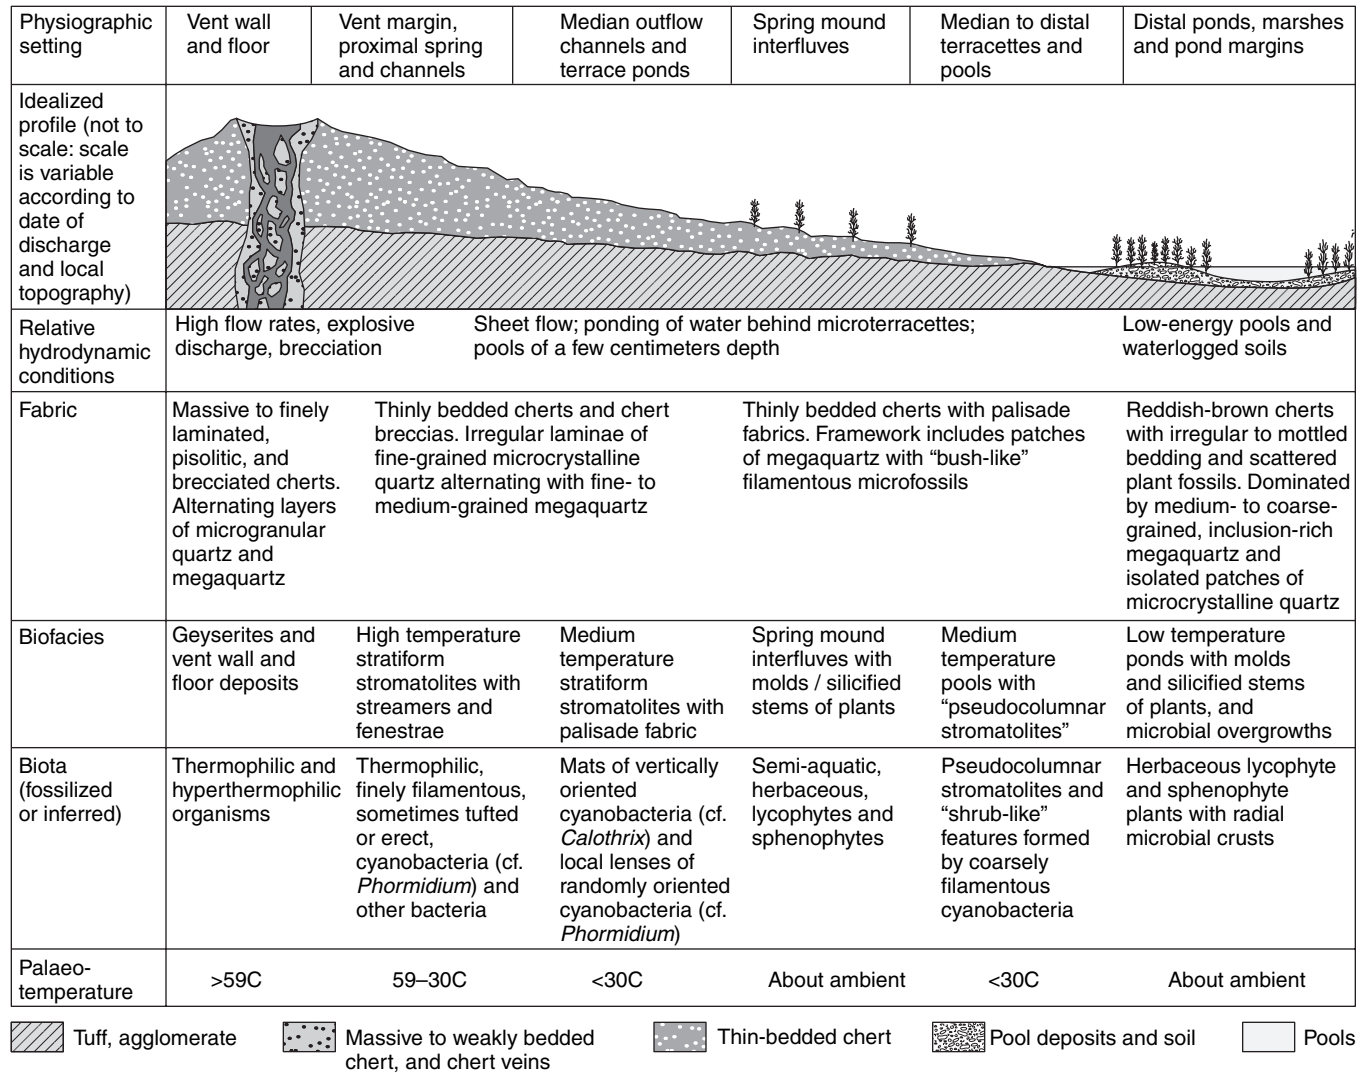 Physiographic
setting
Vent wall
and floor
Vent margin,
proximal spring
and channels
Median outflow
channels and
terrace ponds
Spring mound
interfluves
Median to distal
terracettes and
pools
Distal ponds, marshes
and pond margins
Idealized
profile (not to
scale: scale
is variable
according to
date of
discharge
and local
topography)
Relative
hydrodynamic
conditions
High flow rates, explosive
discharge, brecciation
Sheet flow; ponding of water behind microterracettes;
pools of a few centimeters depth
Low-energy pools and
waterlogged soils
Fabric
Massive to finely
laminated,
pisolitic, and
brecciated cherts.
Alternating layers
of microgranular
quartz and
megaquartz
Thinly bedded cherts and chert
breccias. Irregular laminae of
fine-grained microcrystalline
quartz alternating with fine- to
medium-grained megaquartz
Thinly bedded cherts with palisade
fabrics. Framework includes patches
of megaquartz with “bush-like”
filamentous microfossils
Reddish-brown cherts
with irregular to mottled
bedding and scattered
plant fossils. Dominated
by medium- to coarse-
grained, inclusion-rich
megaquartz and
isolated patches of
microcrystalline quartz
Biofacies
Geyserites and
vent wall and
floor deposits
High temperature
stratiform
stromatolites with
streamers and
fenestrae
Medium
temperature
stratiform
stromatolites with
palisade fabric
Spring mound
interfluves with
molds / silicified
stems of plants
Medium
temperature
pools with
“pseudocolumnar
stromatolites”
Low temperature
ponds with molds
and silicified stems
of plants, and
microbial overgrowths
Biota
(fossilized
or inferred)
Thermophilic and
hyperthermophilic
organisms
Thermophilic,
finely filamentous,
sometimes tufted
or erect,
cyanobacteria (cf.
Phormidium) and
other bacteria
Mats of vertically
oriented
cyanobacteria (cf.
Calothrix) and
local lenses of
randomly oriented
cyanobacteria (cf.
Phormidium)
Semi-aquatic,
herbaceous,
lycophytes and
sphenophytes
Pseudocolumnar
stromatolites and
“shrub-like”
features formed
by coarsely
filamentous
cyanobacteria
Herbaceous lycophyte
and sphenophyte
plants with radial
microbial crusts
Palaeo-
temperature
>59C
59–30C
<30C
About ambient
<30C
About ambient
Tuff, agglomerate
Massive to weakly bedded
chert, and chert veins
Thin-bedded chert
Pool deposits and soil
Pools